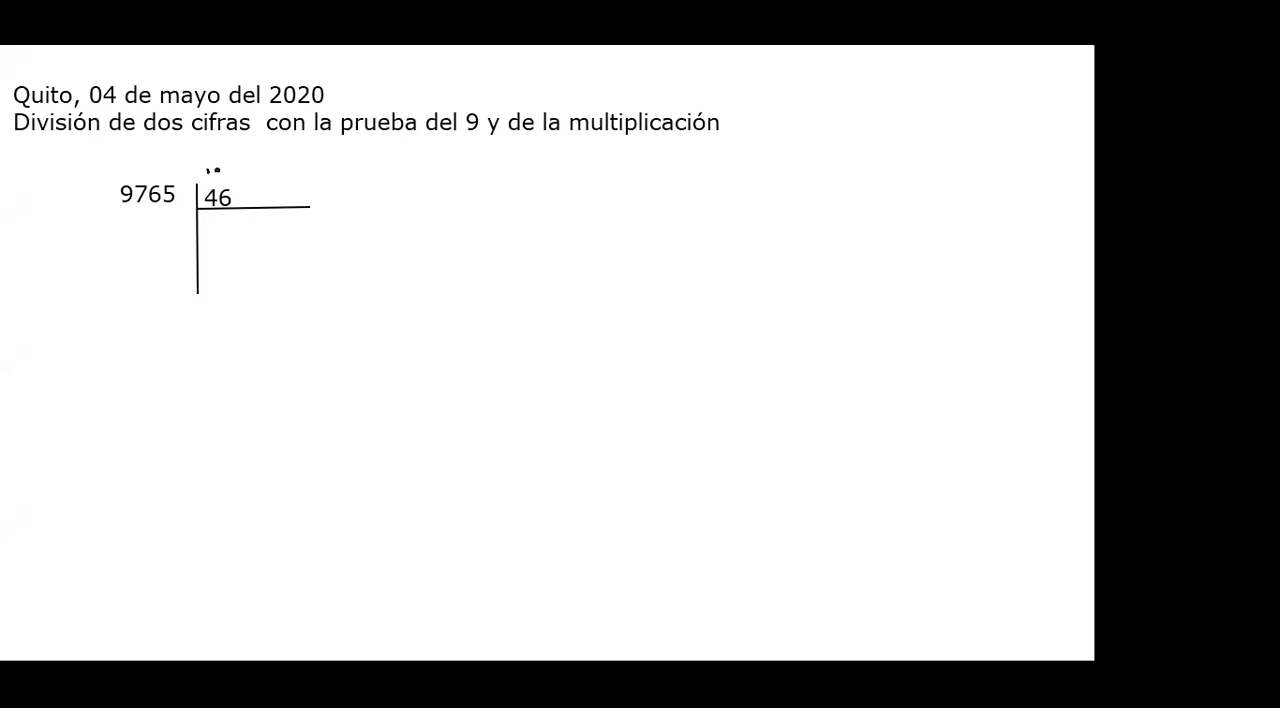 Quito, 04 de mayo del 2020
División de dos cifras  con la prueba del 9 y de la multiplicación
9765 46